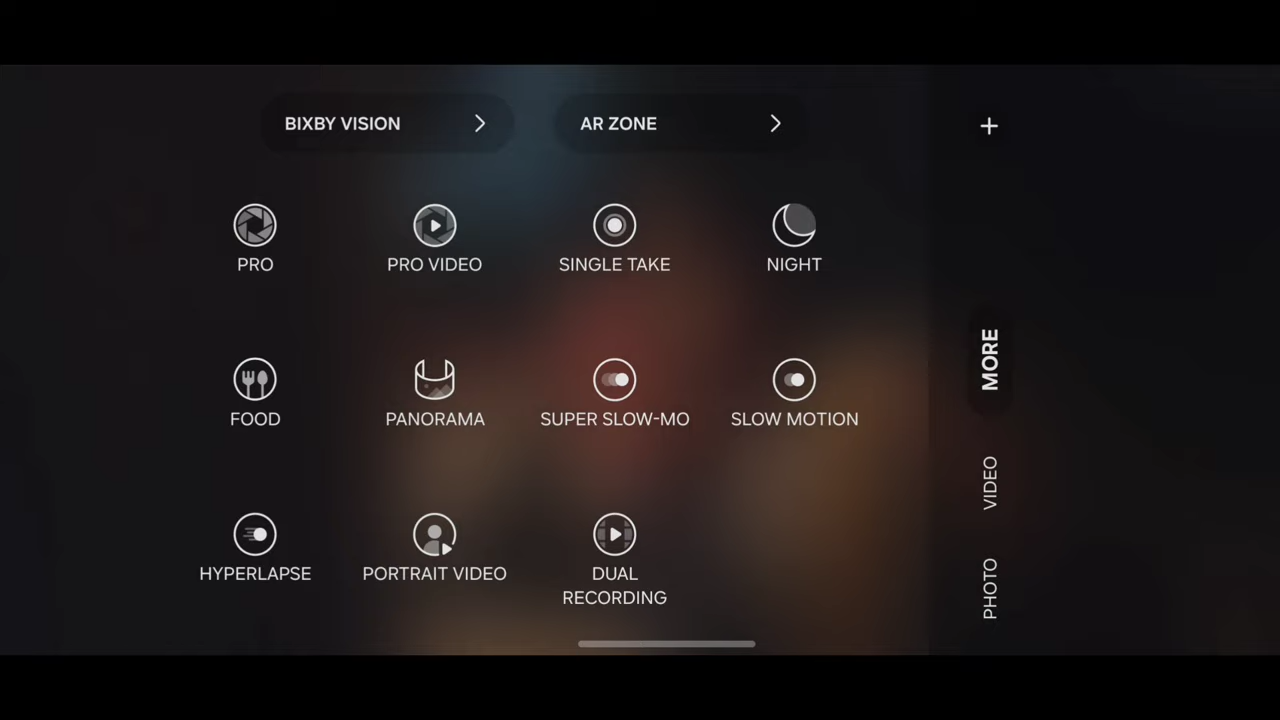 BIXBY VISION
AR ZONE
PRO
PRO VIDEO
SINGLE TAKE
NIGHT
FOOD
PANORAMA
SUPER SLOW-MO
SLOW MOTION
HYPERLAPSE
PORTRAIT VIDEO
DUAL
RECORDING
MORE
VIDEO
PHOTO